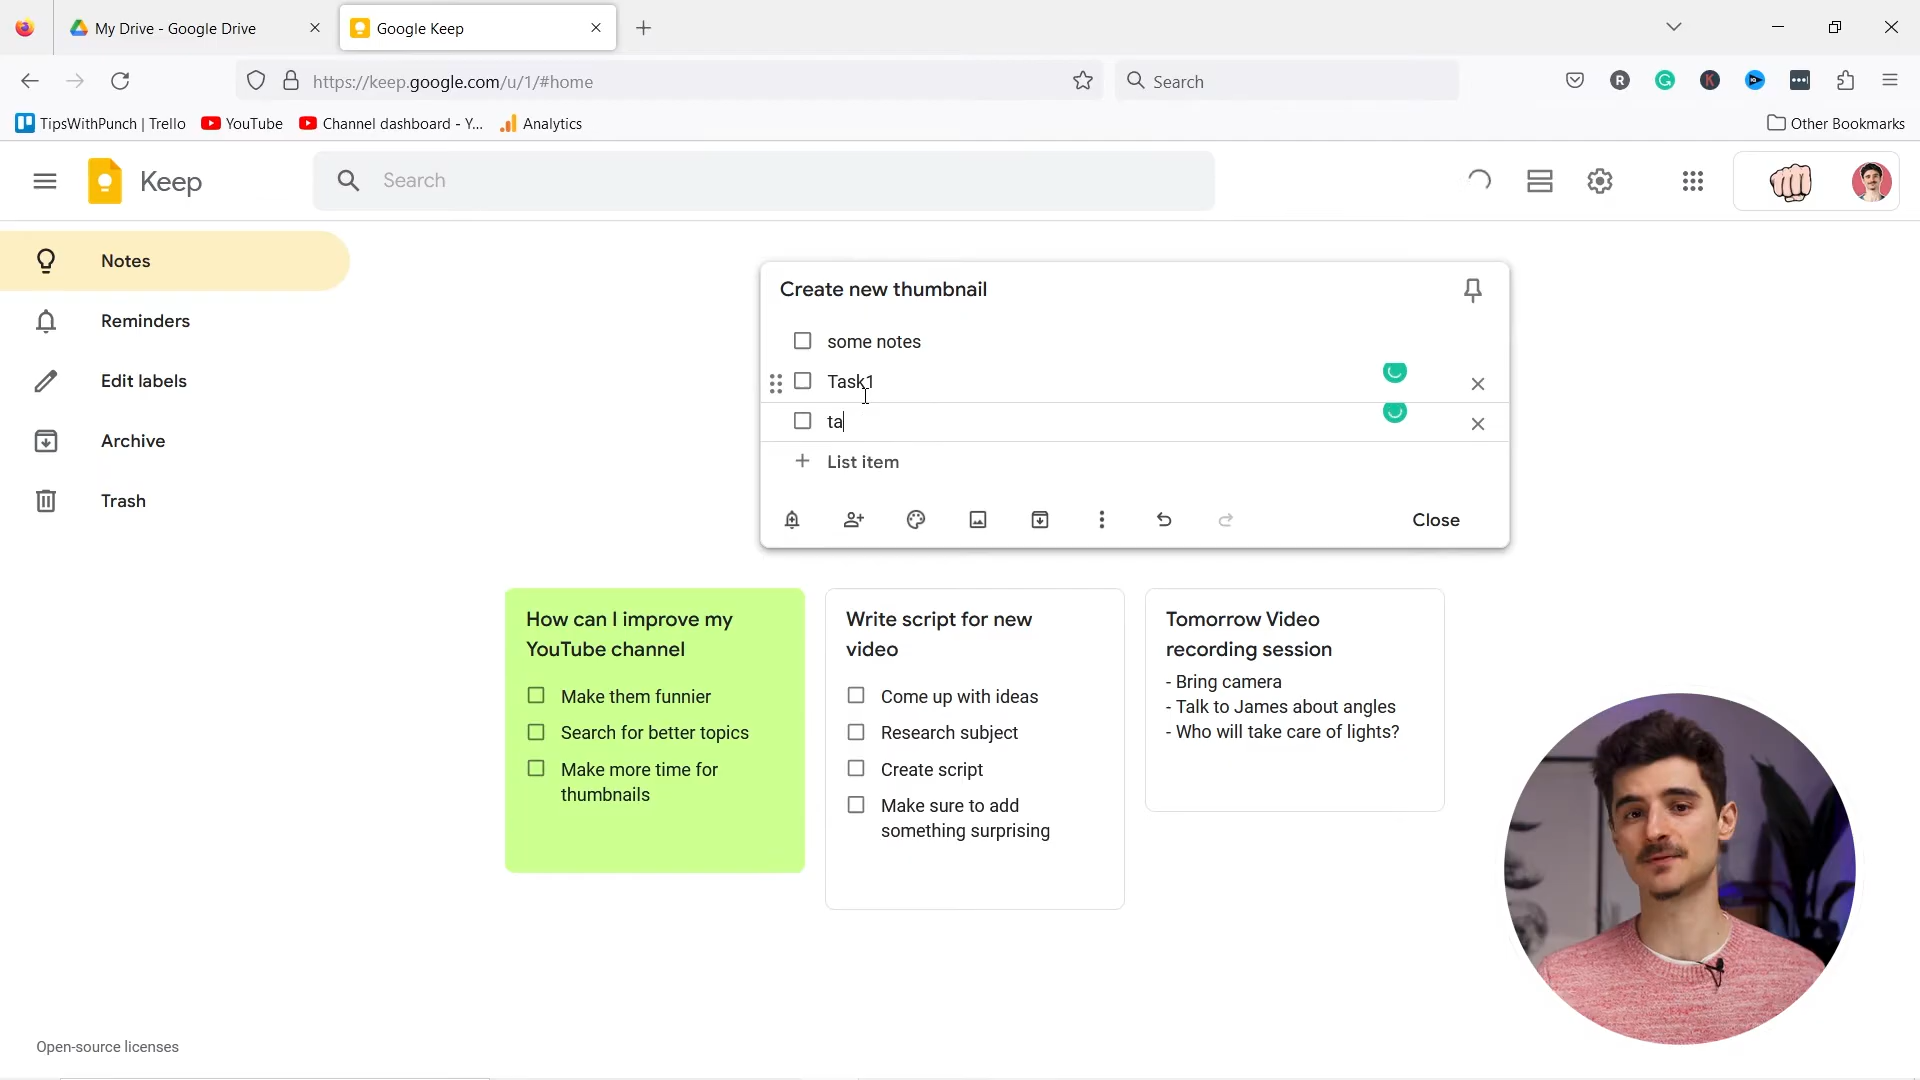 My Drive - Google Drive
Google Keep
https://keep.google.com/u/1/#home
Search
TipsWithPunch | Trello
YouTube
Channel dashboard - Y...
Analytics
Other Bookmarks
Keep
Search
Notes
Reminders
Edit labels
Archive
Trash
Create new thumbnail
some notes
Task1
ta
List item
Close
How can I improve my
YouTube channel
Make them funnier
Search for better topics
Make more time for
thumbnails
Write script for new
video
Come up with ideas
Research subject
Create script
Make sure to add
something surprising
Tomorrow Video
recording session
- Bring camera
- Talk to James about angles
- Who will take care of lights?
Open-source licenses